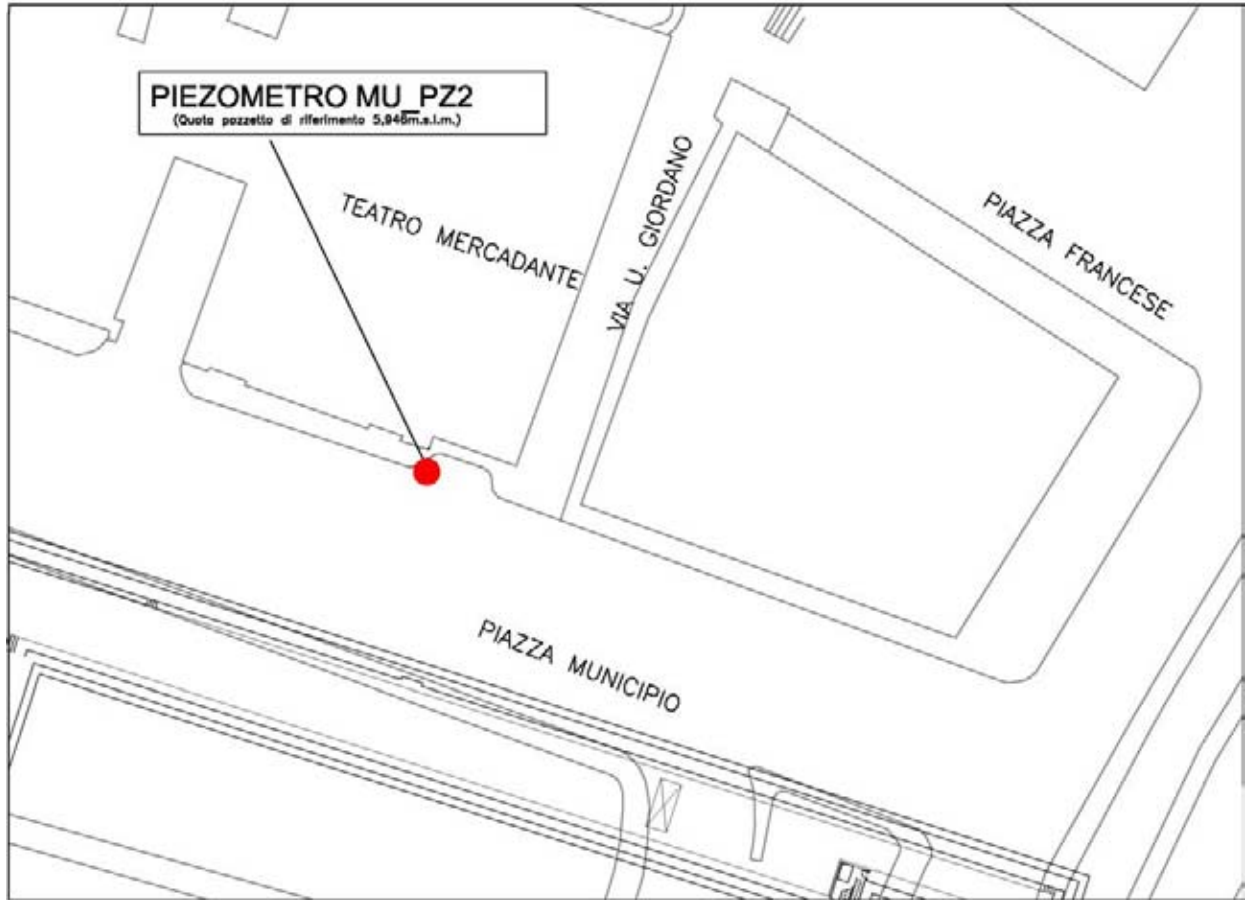 PIEZOMETRO MU_PZ2
(Quota pozzetto di riferimento 5,946m.s.l.m.)
TEATRO MERCADANTE
VIA U. GIORDANO
PIAZZA FRANCESE
PIAZZA MUNICIPIO